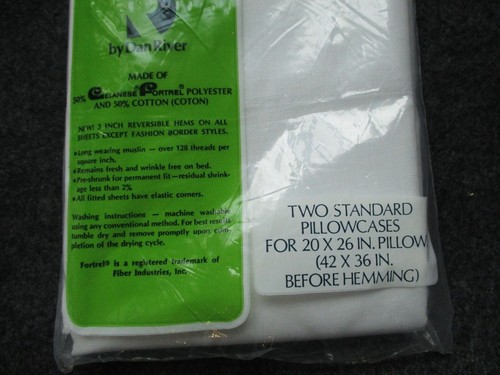 by Dan River
MADE OF
50% CELANESE FORTREL® POLYESTER
AND 50% COTTON (COTON)
NEW! 3 INCH REVERSIBLE HEMS ON ALL
SHEETS EXCEPT FASHION BORDER STYLES.
Long wearing muslin — over 128 threads per
square inch.
Remains fresh and wrinkle free on bed.
Pre-shrunk for permanent fit—residual shrink-
age less than 2%.
All fitted sheets have elastic corners.
Washing instructions — machine washable
using any conventional method. For best results
tumble dry and remove promptly upon com-
pletion of the drying cycle.
Fortrel® is a registered trademark of
Fiber Industries, Inc.
TWO STANDARD
PILLOWCASES
FOR 20 X 26 IN. PILLOW
(42 X 36 IN.
BEFORE HEMMING)